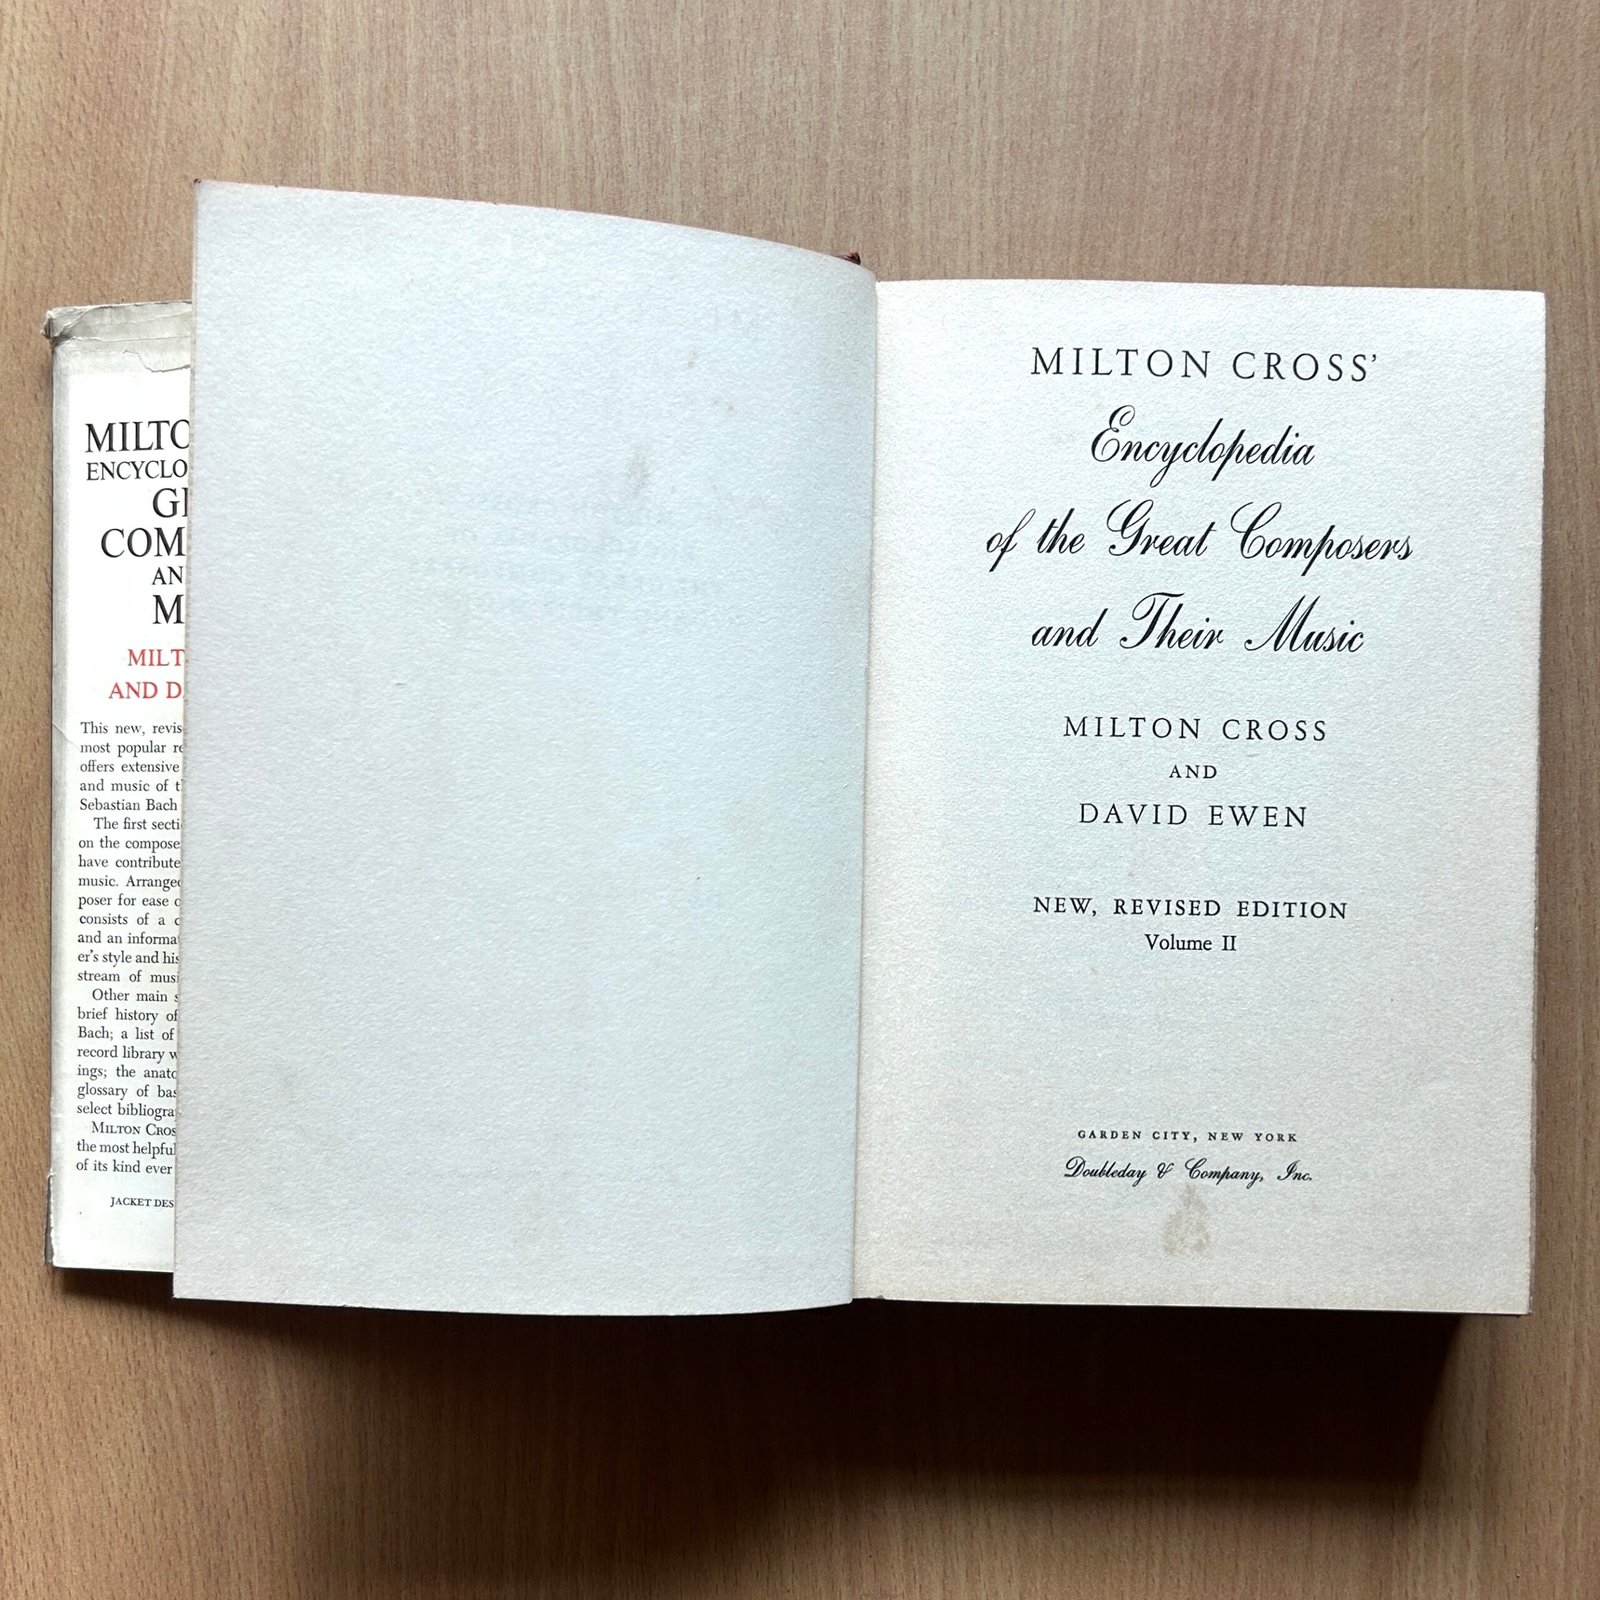 MILTO
ENCYCLO
COM
AN
M
MILT
AND D
This new, revis
most popular re
offers extensive
and music of t
Sebastian Bach
The first secti
on the compose
have contribute
music. Arranged
poser for ease o
consists of a c
and an informa
er's style and his
stream of musi
Other main s
brief history of
Bach; a list of
record library w
ings; the anato
glossary of bas
select bibliogra
MILTON CROS
the most helpful
of its kind ever
JACKET DES
MILTON CROSS'
Encyclopedia
of the Great Composers
and Their Music
MILTON CROSS
AND
DAVID EWEN
NEW, REVISED EDITION
Volume II
GARDEN CITY, NEW YORK
Doubleday & Company, Inc.